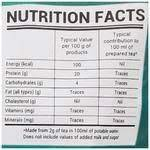 NUTRITION FACTS
Typical Value per 100 g of products
Typical contribution to 100 ml of prepared tea*
Energy (kcal) 100 Nil
Protein (g) 20 Traces
Carbohydrates (g) 4 Traces
Fat (all types) (g) Traces Traces
Cholesterol (g) Nil Nil
Vitamins (mg) Traces Traces
Minerals (mg) Traces Traces
*Made from 2g of tea in 100ml of potable water
Does not include values of added milk and sugar